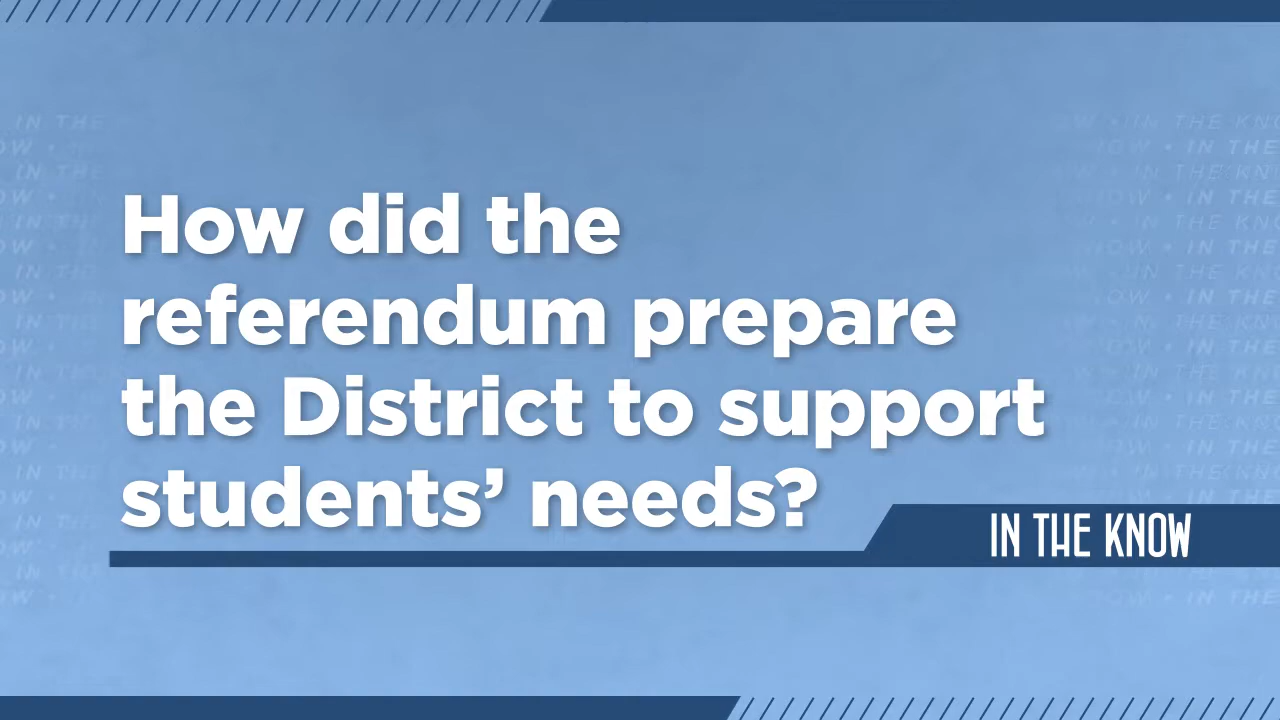 How did the
referendum prepare
the District to support
students’ needs?
IN THE KNOW